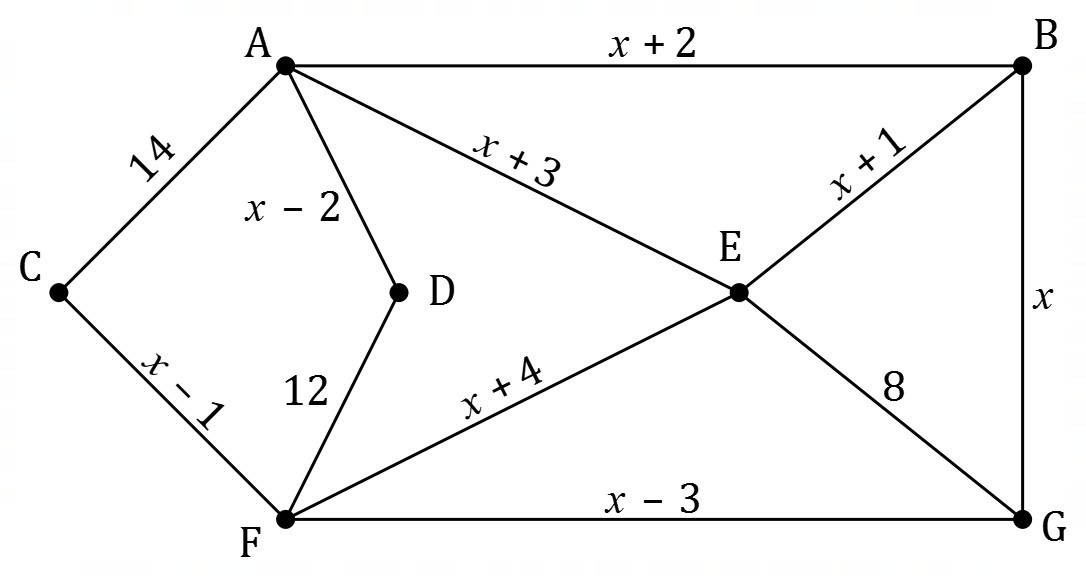 A
x + 2
B
14
x + 3
x + 1
x − 2
E
C
D
x
x − 1
12
x + 4
8
x − 3
F
G